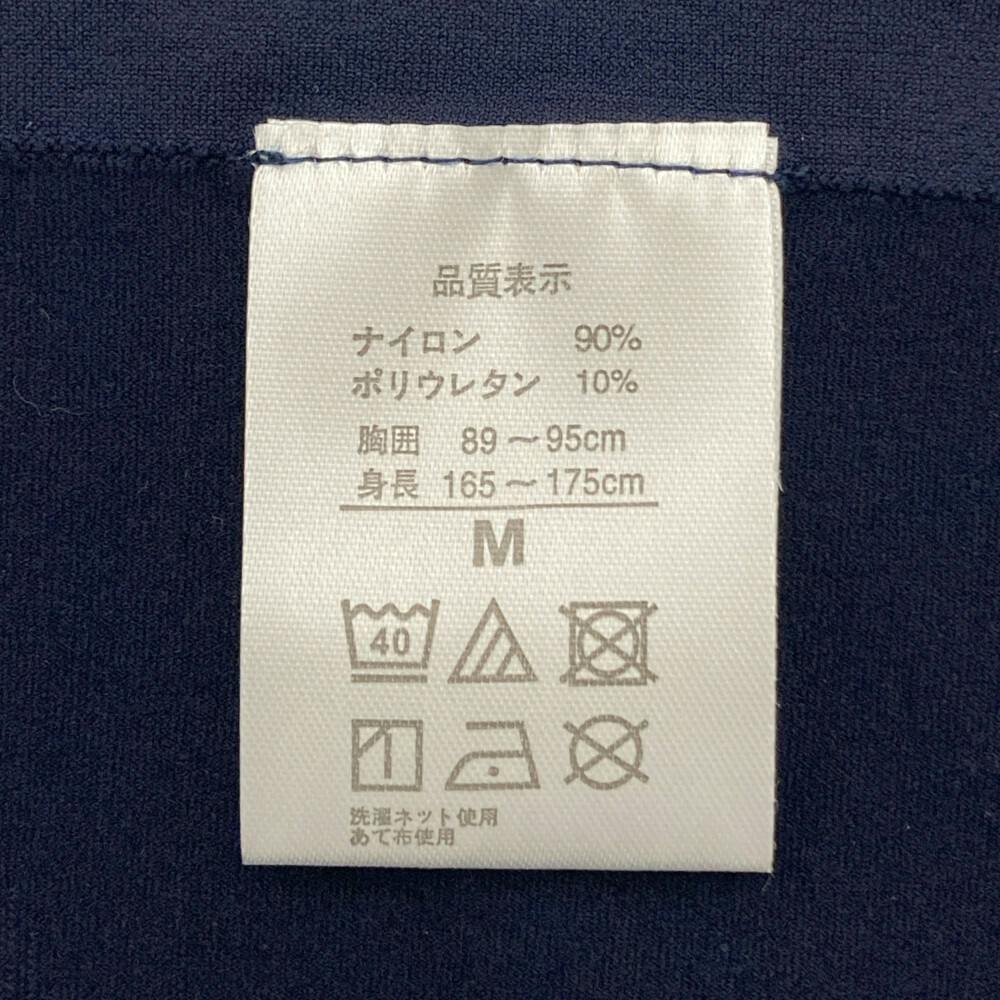 品質表示
ナイロン 90%
ポリウレタン 10%
胸囲 89～95cm
身長 165～175cm
M
40
洗濯ネット使用
あて布使用